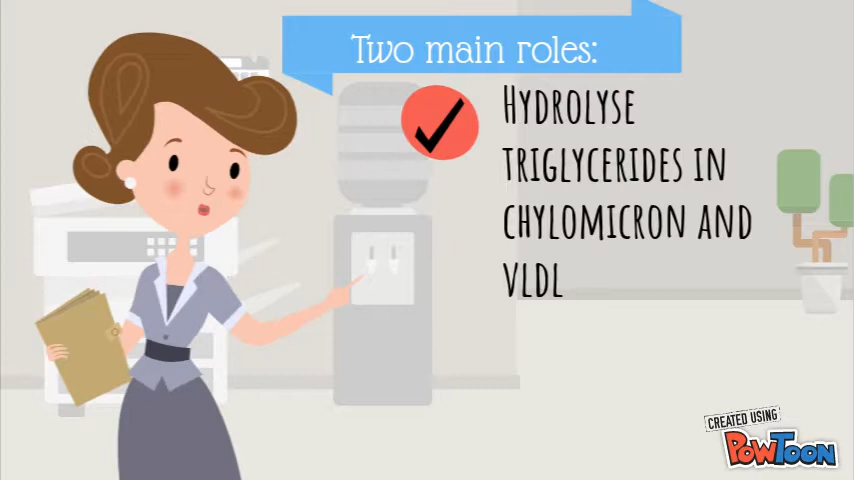 Two main roles:
HYDROLYSE
TRIGLYCERIDES IN
CHYLOMICRON AND
VLDL
CREATED USING
POWTOON